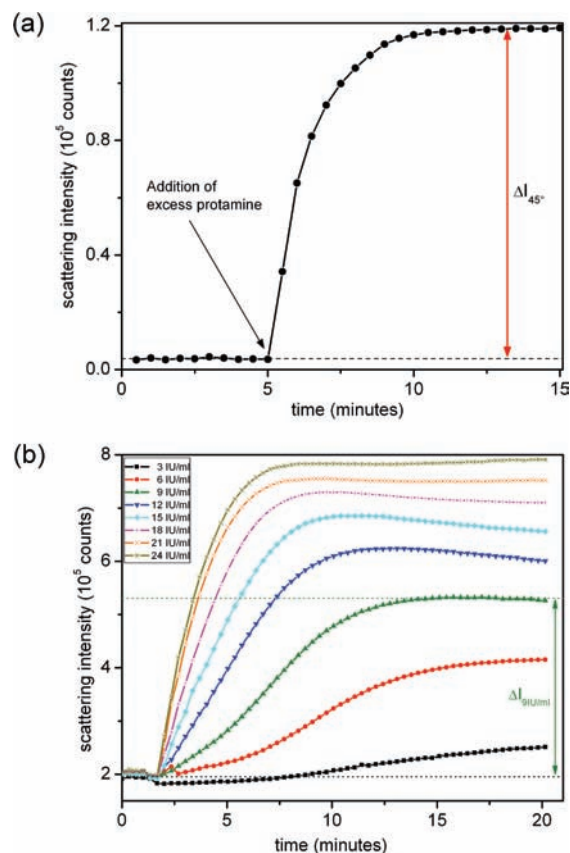 (a)
scattering intensity (10⁵ counts)
1.2
0.8
0.4
0.0
Addition of
excess protamine
ΔI45°
0
5
10
15
time (minutes)
(b)
scattering intensity (10⁵ counts)
8
6
4
2
3 IU/ml
6 IU/ml
9 IU/ml
12 IU/ml
15 IU/ml
18 IU/ml
21 IU/ml
24 IU/ml
ΔI9IU/ml
0
5
10
15
20
time (minutes)